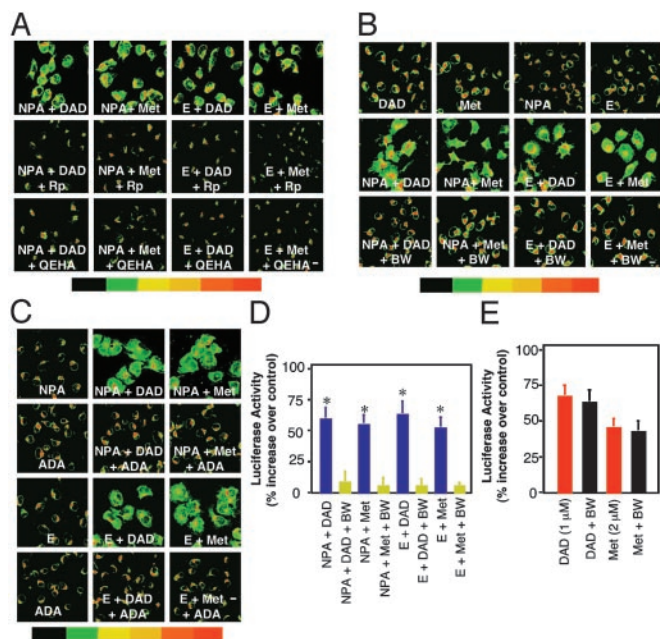 A
NPA + DAD
NPA+ Met
E + DAD
E + Met
NPA + DAD
+ Rp
NPA + Met
+ Rp
E + DAD
+ Rp
E + Met
+ Rp
NPA + DAD
+ QEHA
NPA + Met
+ QEHA
E + DAD
+ QEHA
E + Met
+ QEHA
B
DAD
Met
NPA
E
NPA + DAD
NPA+ Met
E + DAD
E + Met
NPA + DAD
+ BW
NPA + Met
+ BW
E + DAD
+ BW
E + Met
+ BW
C
NPA
NPA + DAD
NPA + Met
ADA
NPA + DAD
+ ADA
NPA + Met
+ ADA
E
E + DAD
E + Met
ADA
E + DAD
+ ADA
E + Met
+ ADA
D
Luciferase Activity
(% increase over control)
100
75
50
25
0
*
*
*
*
NPA + DAD
NPA + DAD + BW
NPA + Met
NPA + Met + BW
E + DAD
E + DAD + BW
E + Met
E + Met + BW
E
Luciferase Activity
(% increase over control)
100
75
50
25
0
DAD (1 µM)
DAD + BW
Met (2 µM)
Met + BW